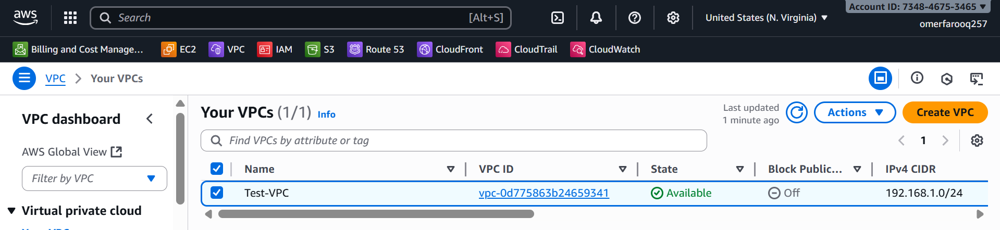 aws
Search [Alt+S]
United States (N. Virginia)
Account ID: 7348-4675-3465
omerfarooq257
Billing and Cost Manage...
EC2
VPC
IAM
S3
53
Route 53
CloudFront
CloudTrail
CloudWatch
VPC
Your VPCs
VPC dashboard
AWS Global View
Filter by VPC
Virtual private cloud
Your VPCs (1/1) Info
Last updated
1 minute ago
Actions
Create VPC
Find VPCs by attribute or tag
1
Name VPC ID State Block Public... IPv4 CIDR
Test-VPC vpc-0d775863b24659341 Available Off 192.168.1.0/24